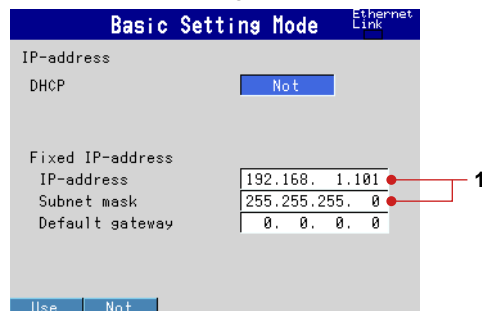 Basic Setting Mode
Ethernet
Link
IP-address
DHCP Not
Fixed IP-address
IP-address 192.168. 1.101
1
Subnet mask 255.255.255. 0
Default gateway 0. 0. 0. 0
Use Not